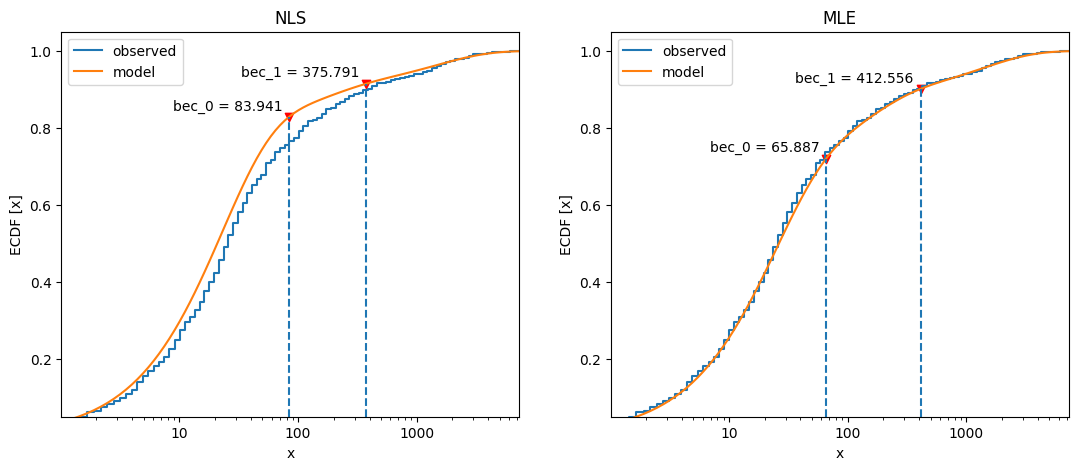 NLS
observed
model
bec_1 = 375.791
bec_0 = 83.941
ECDF [x]
1.0
0.8
0.6
0.4
0.2
10
100
1000
x
MLE
observed
model
bec_1 = 412.556
bec_0 = 65.887
ECDF [x]
1.0
0.8
0.6
0.4
0.2
10
100
1000
x